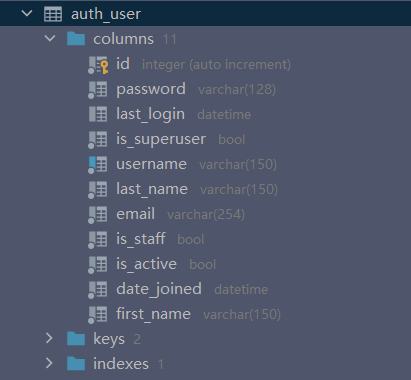 auth_user
columns 11
id integer (auto increment)
password varchar(128)
last_login datetime
is_superuser bool
username varchar(150)
last_name varchar(150)
email varchar(254)
is_staff bool
is_active bool
date_joined datetime
first_name varchar(150)
keys 2
indexes 1